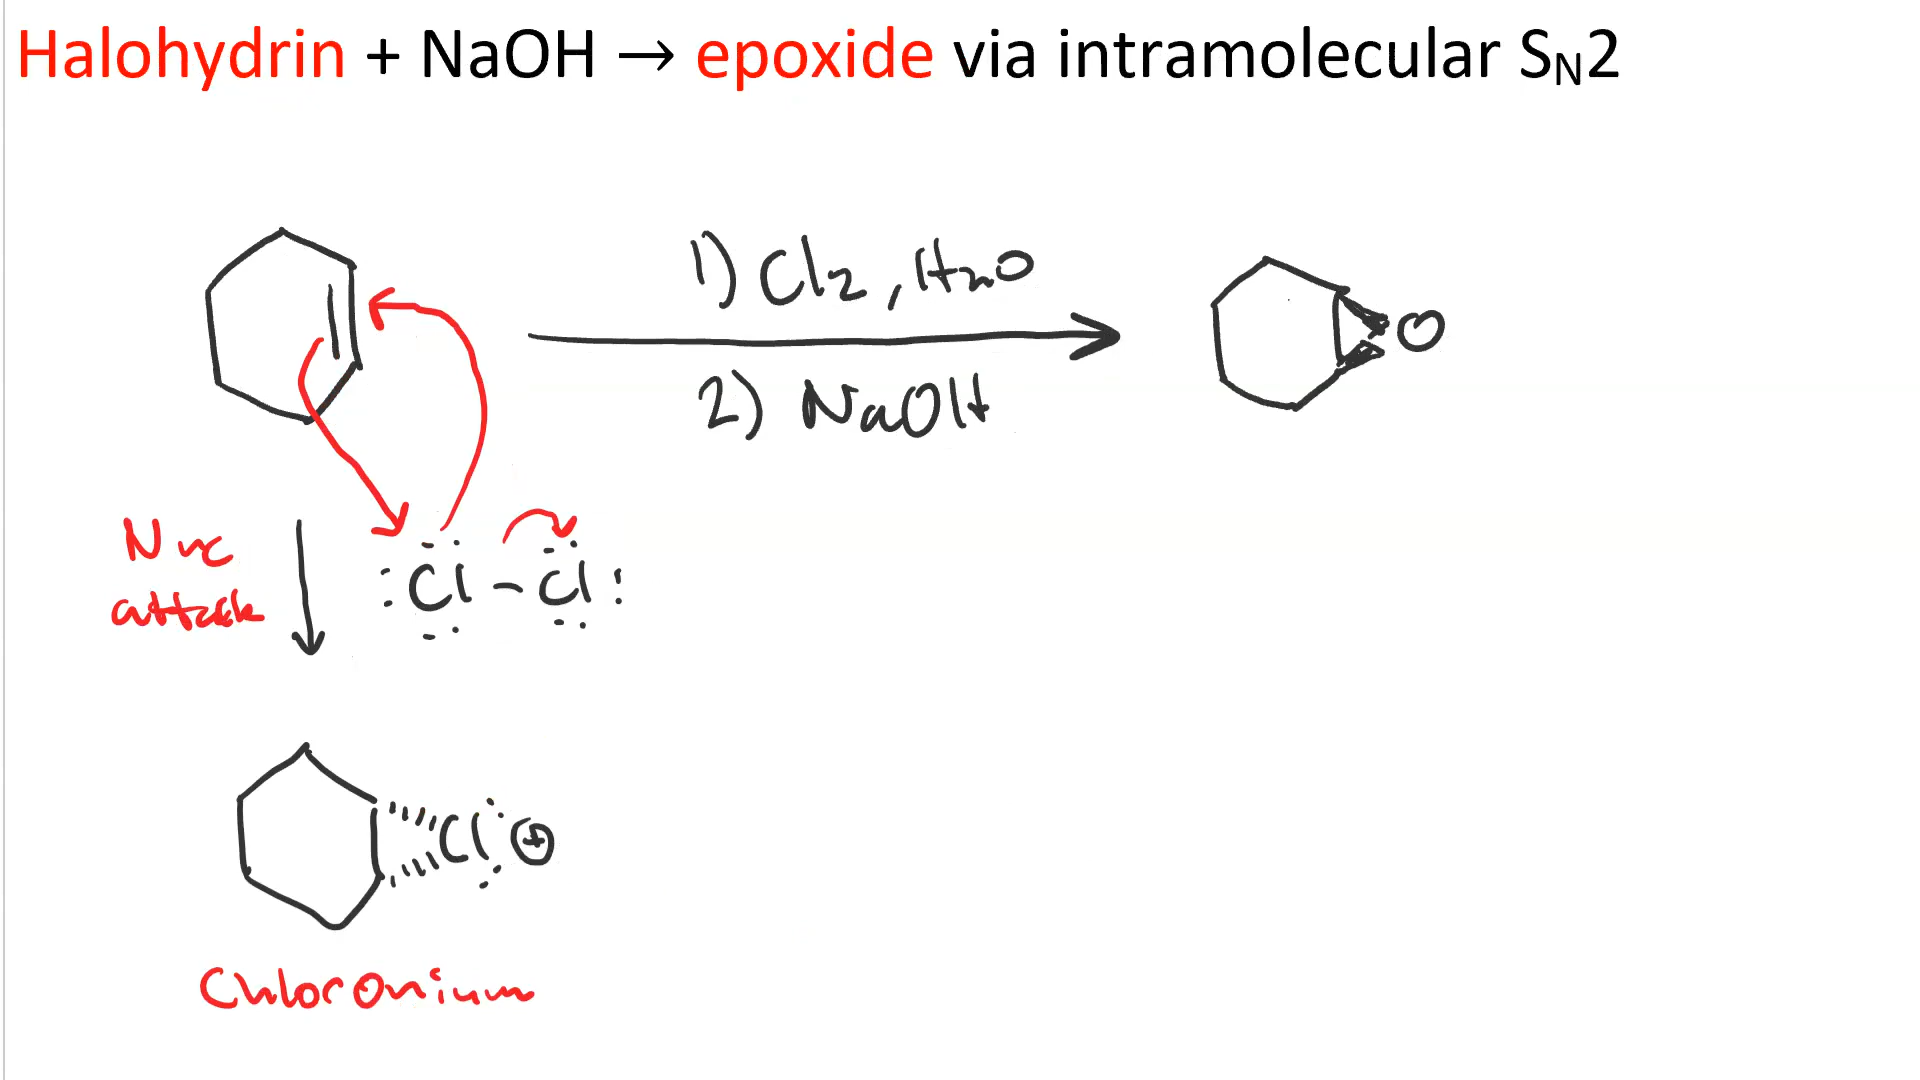 Halohydrin + NaOH → epoxide via intramolecular SN2
1) Cl2, H2O
2) NaOH
O
Nuc
attack
:Cl-Cl:
Cl +
Chloronium